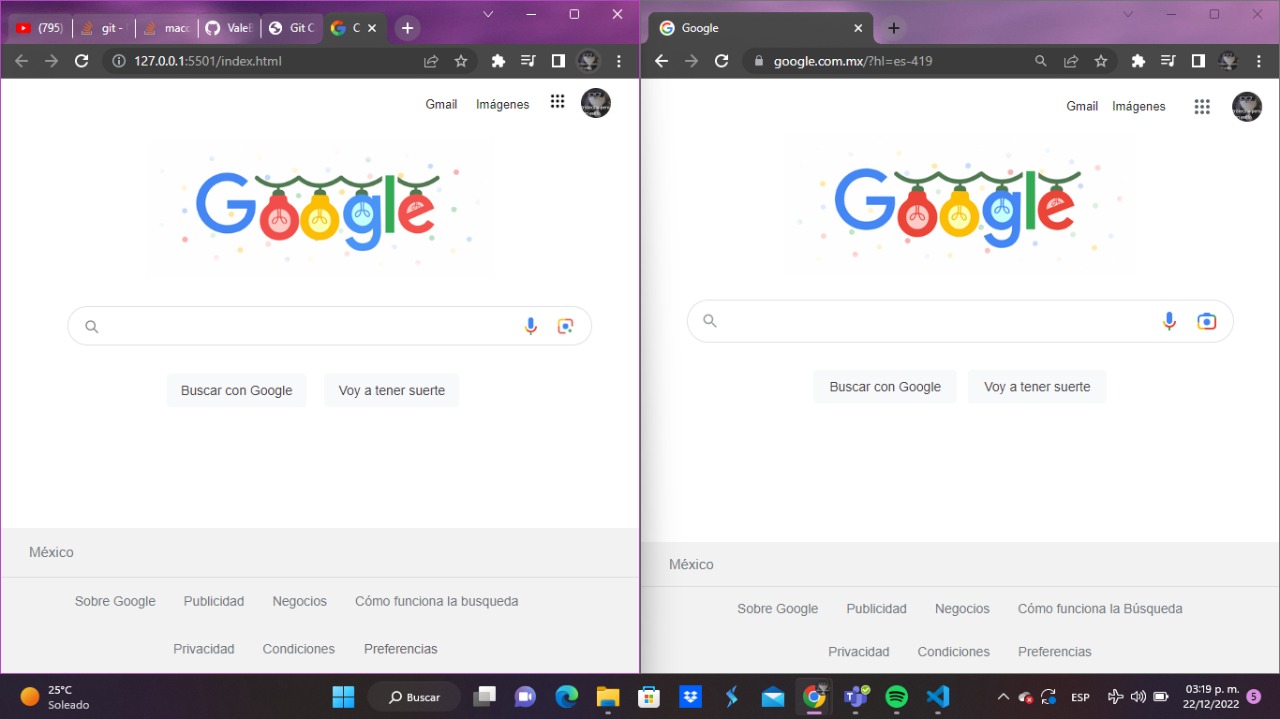 (795)
git -
macc
ValeE
Git C
C
127.0.0.1:5501/index.html
Gmail
Imágenes
Google
Buscar con Google
Voy a tener suerte
México
Sobre Google
Publicidad
Negocios
Cómo funciona la busqueda
Privacidad
Condiciones
Preferencias
Google
google.com.mx/?hl=es-419
Gmail
Imágenes
Google
Buscar con Google
Voy a tener suerte
México
Sobre Google
Publicidad
Negocios
Cómo funciona la Búsqueda
Privacidad
Condiciones
Preferencias
25°C
Soleado
Buscar
ESP
03:19 p. m.
22/12/2022
5